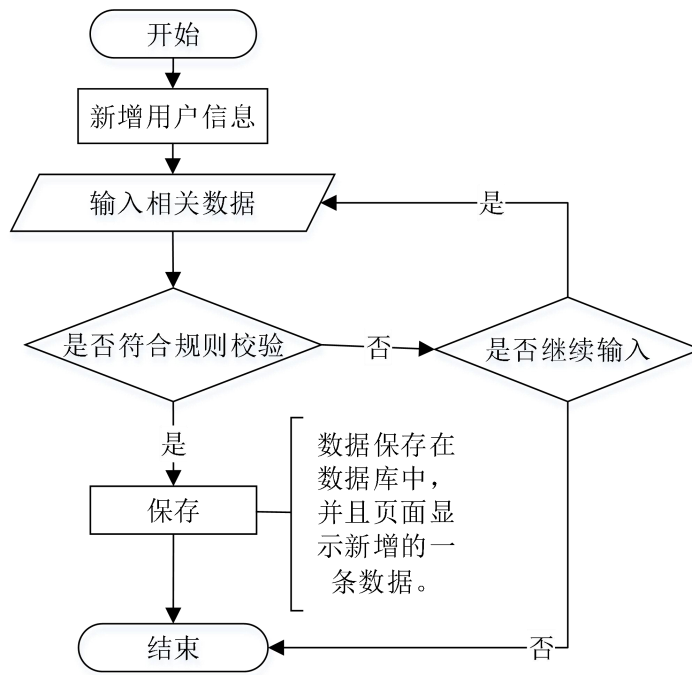 开始
新增用户信息
输入相关数据
是
是否符合规则校验
否
是否继续输入
是
数据保存在
数据库中，
并且页面显
示新增的一
条数据。
保存
结束
否